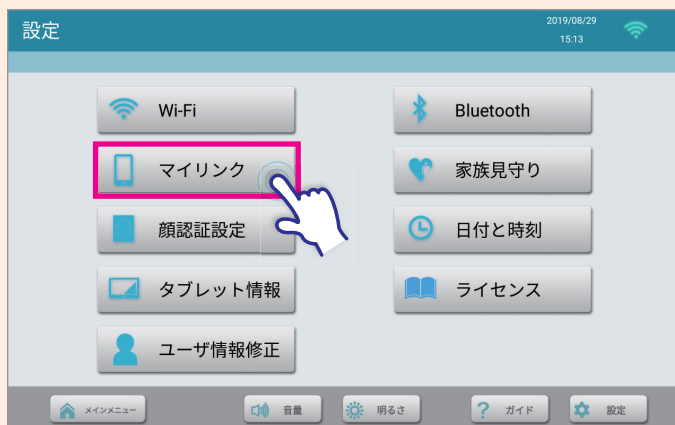 設定
2019/08/29
15:13
Wi-Fi
Bluetooth
マイリンク
家族見守り
顔認証設定
日付と時刻
タブレット情報
ライセンス
ユーザ情報修正
メインメニュー 音量 明るさ ? ガイド 設定